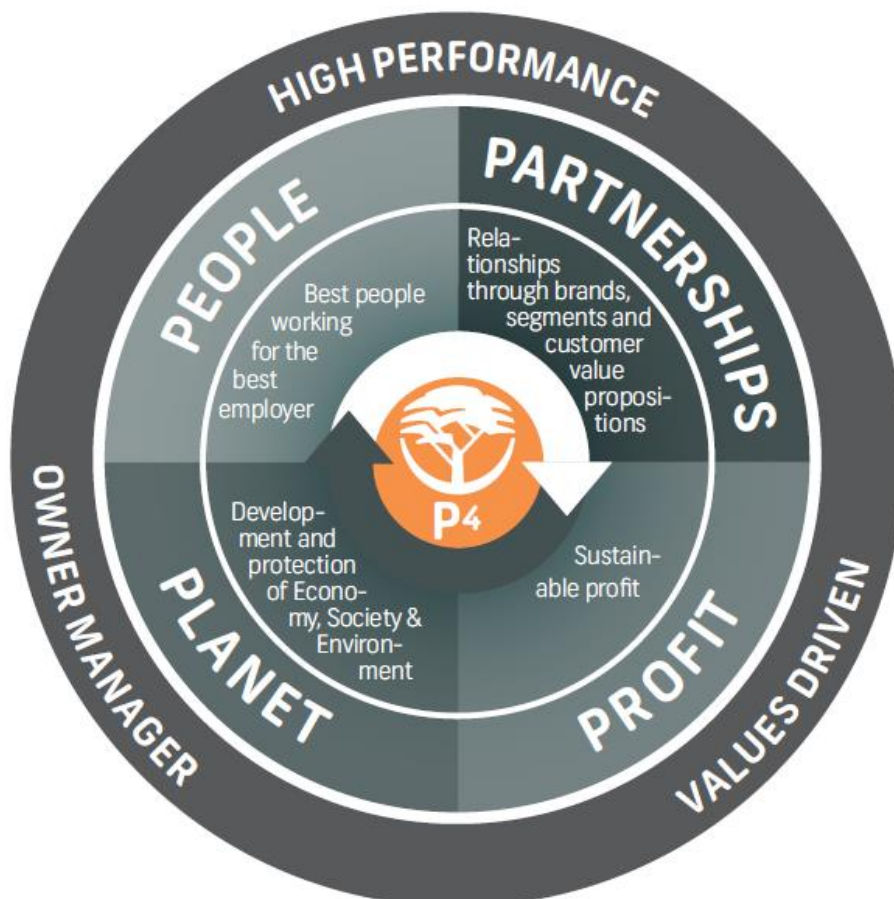 HIGH PERFORMANCE
PEOPLE
Best people
working
for the
best
employer
PARTNERSHIPS
Rela-
tionships
through brands,
segments and
customer
value
proposi-
tions
P4
PLANET
Develop-
ment and
protection
of Econo-
my, Society &
Environ-
ment
PROFIT
Sustain-
able profit
OWNER MANAGER
VALUES DRIVEN